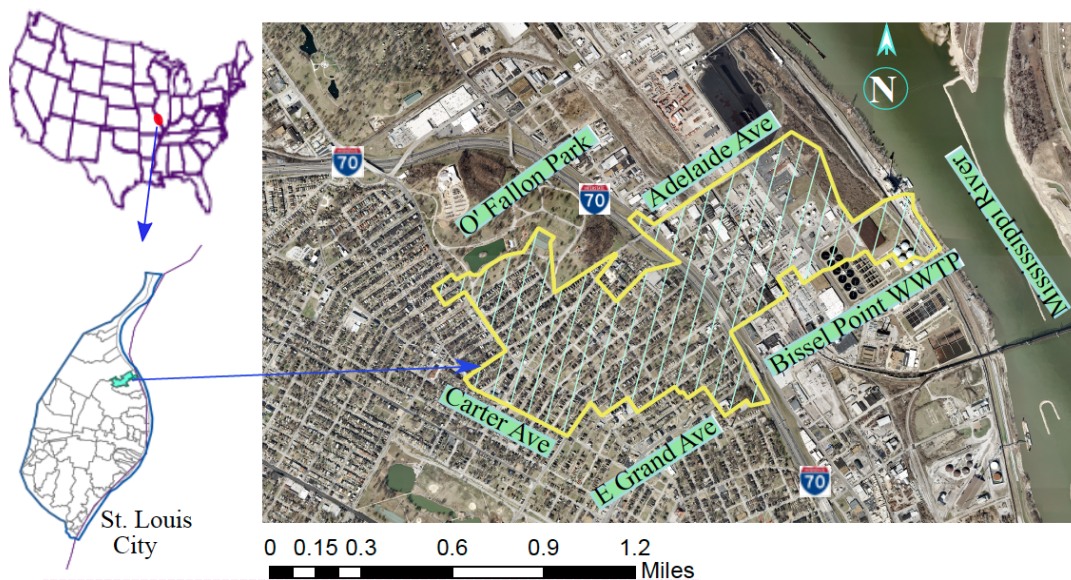 70
O' Fallon Park
70
Adelaide Ave
N
Mississippi River
Bissel Point WWTP
Carter Ave
E Grand Ave
70
St. Louis
City
0 0.15 0.3 0.6 0.9 1.2
Miles